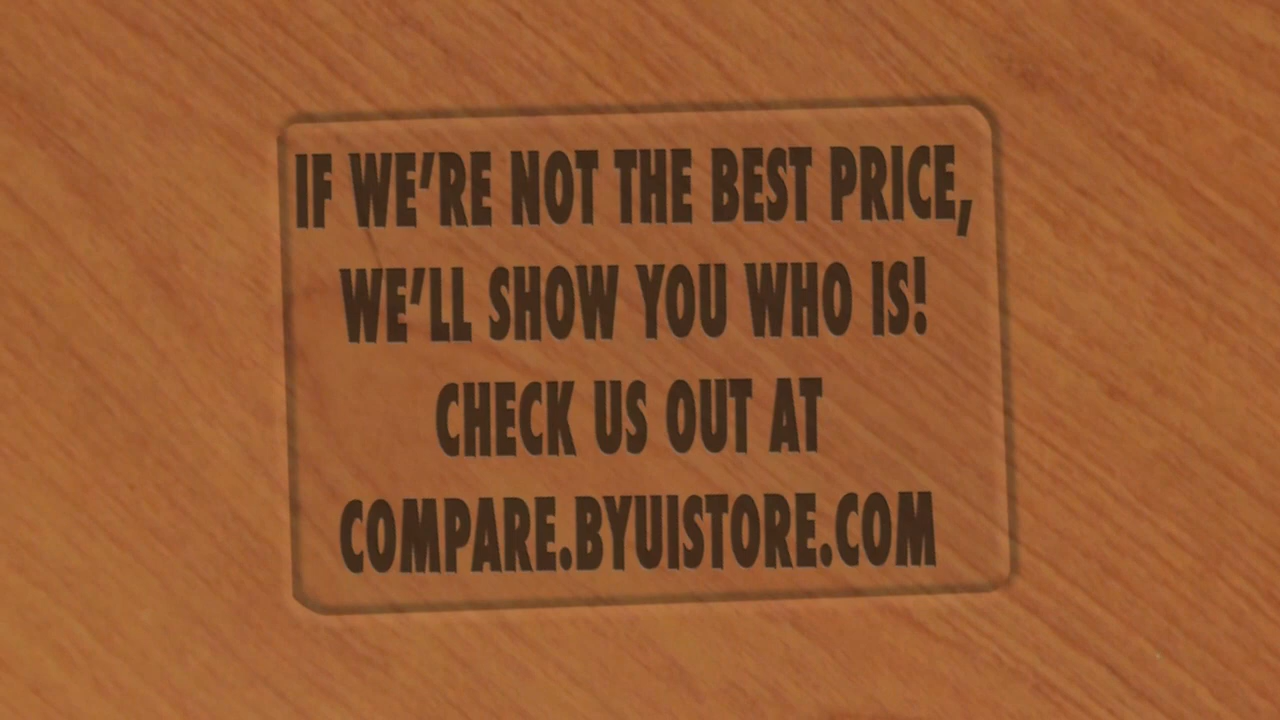 IF WE'RE NOT THE BEST PRICE,
WE'LL SHOW YOU WHO IS!
CHECK US OUT AT
COMPARE.BYUISTORE.COM